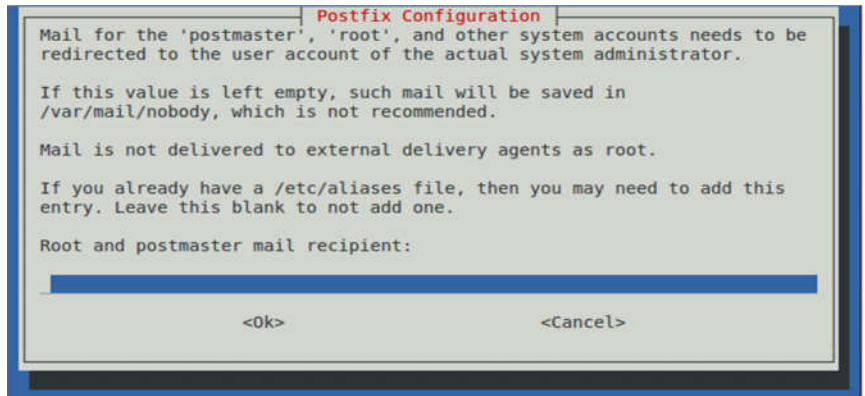 Postfix Configuration
Mail for the 'postmaster', 'root', and other system accounts needs to be
redirected to the user account of the actual system administrator.
If this value is left empty, such mail will be saved in
/var/mail/nobody, which is not recommended.
Mail is not delivered to external delivery agents as root.
If you already have a /etc/aliases file, then you may need to add this
entry. Leave this blank to not add one.
Root and postmaster mail recipient:
<Ok> <Cancel>